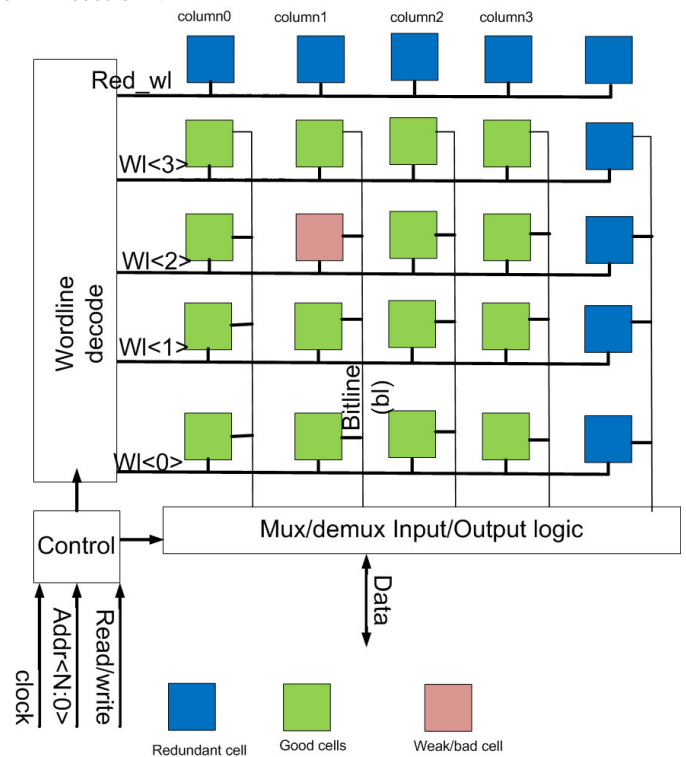 column0 column1 column2 column3
Red_wl
Wl<3>
Wl<2>
Wl<1>
Wl<0>
Wordline
decode
Bitline
(bl)
Mux/demux Input/Output logic
Control
Data
clock
Addr<N:0>
Read/write
Redundant cell
Good cells
Weak/bad cell